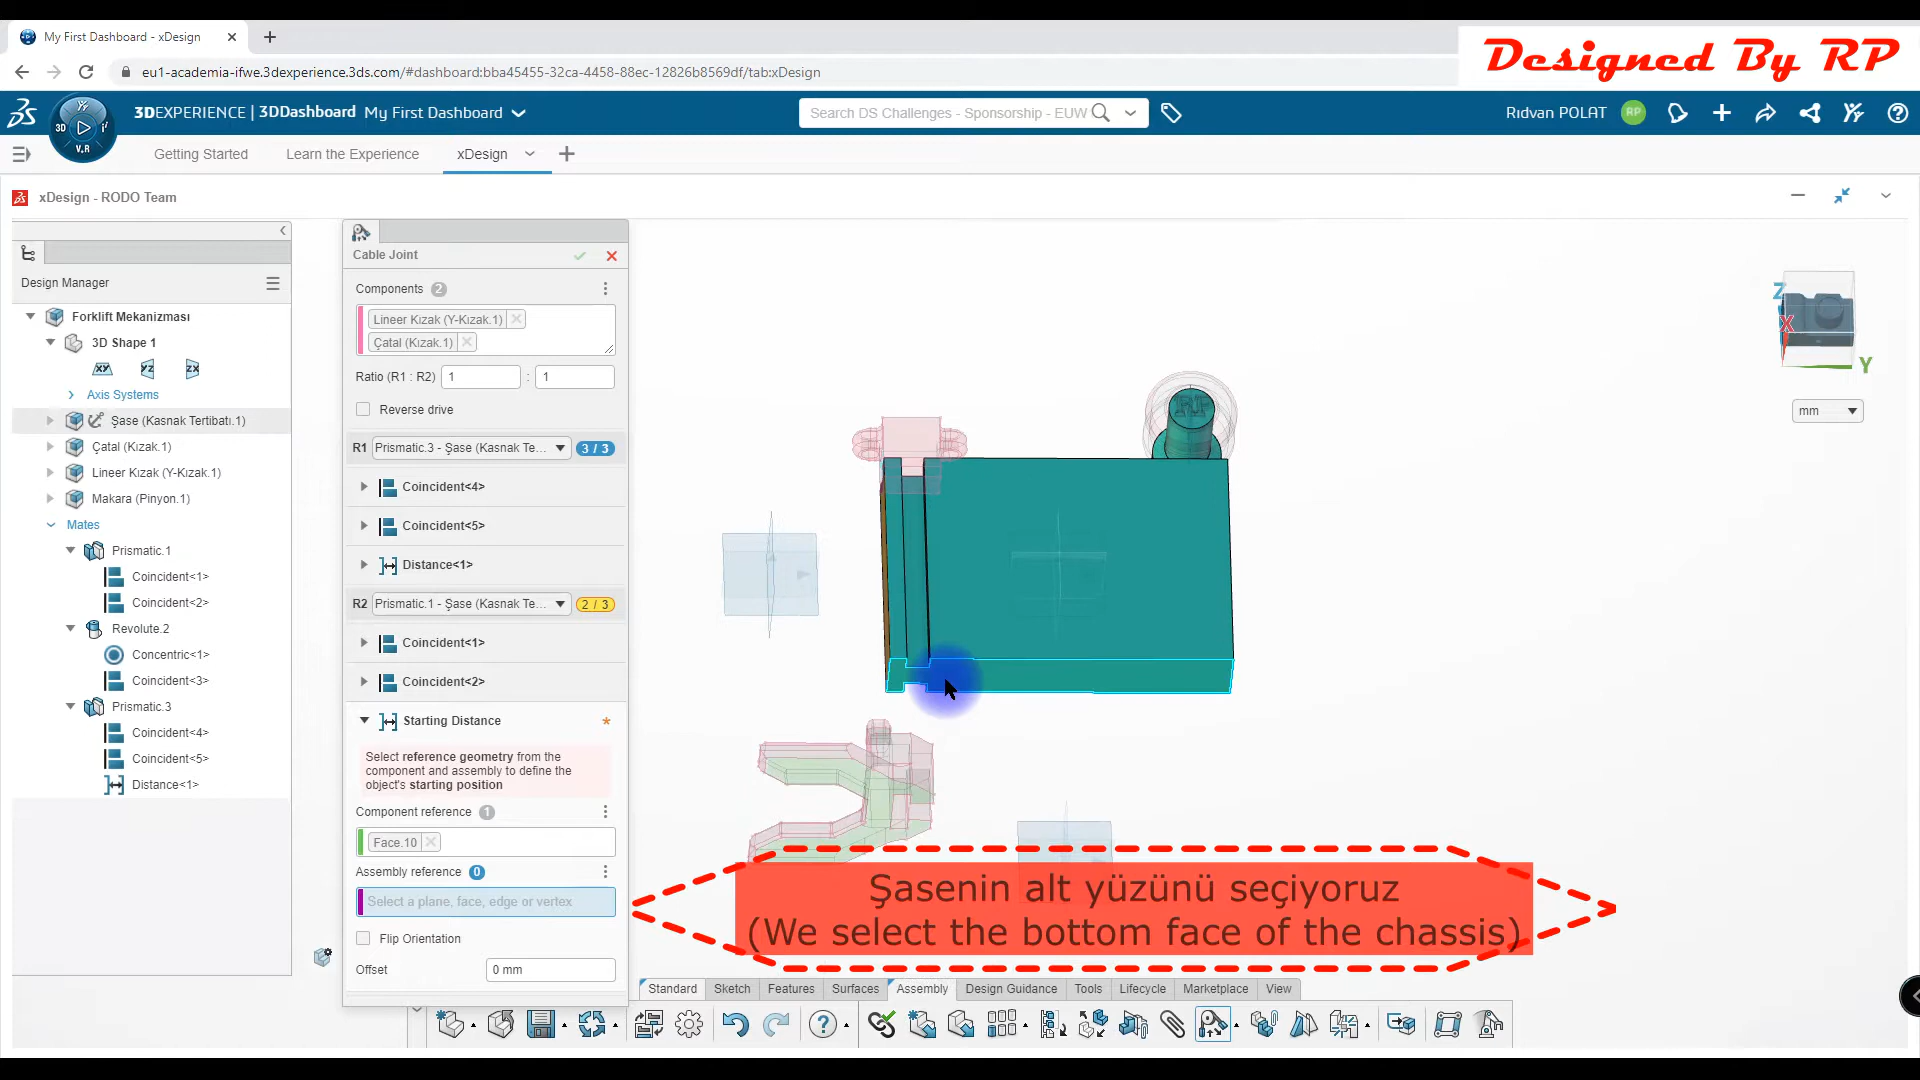 My First Dashboard - xDesign
eu1-academia-ifwe.3dexperience.3ds.com/#dashboard:bba45455-32ca-4458-88ec-12826b8569df/tab:xDesign
Designed By RP
3DEXPERIENCE | 3DDashboard My First Dashboard
Search DS Challenges - Sponsorship - EUW
Rıdvan POLAT
RP
3D
V.R
Getting Started
Learn the Experience
xDesign
xDesign - RODO Team
Design Manager
Forklift Mekanizması
3D Shape 1
XY
YZ
ZX
Axis Systems
Şase (Kasnak Tertibatı.1)
Çatal (Kızak.1)
Lineer Kızak (Y-Kızak.1)
Makara (Pinyon.1)
Mates
Prismatic.1
Coincident<1>
Coincident<2>
Revolute.2
Concentric<1>
Coincident<3>
Prismatic.3
Coincident<4>
Coincident<5>
Distance<1>
Cable Joint
Components 2
Lineer Kızak (Y-Kızak.1)
Çatal (Kızak.1)
Ratio (R1 : R2) 1 : 1
Reverse drive
R1 Prismatic.3 - Şase (Kasnak Te... 3 / 3
Coincident<4>
Coincident<5>
Distance<1>
R2 Prismatic.1 - Şase (Kasnak Te... 2 / 3
Coincident<1>
Coincident<2>
Starting Distance *
Select reference geometry from the
component and assembly to define the
object's starting position
Component reference 1
Face.10
Assembly reference 0
Select a plane, face, edge or vertex
Flip Orientation
Offset 0 mm
Z
X
Y
mm
RP
Şasenin alt yüzünü seçiyoruz
(We select the bottom face of the chassis)
Standard Sketch Features Surfaces Assembly Design Guidance Tools Lifecycle Marketplace View